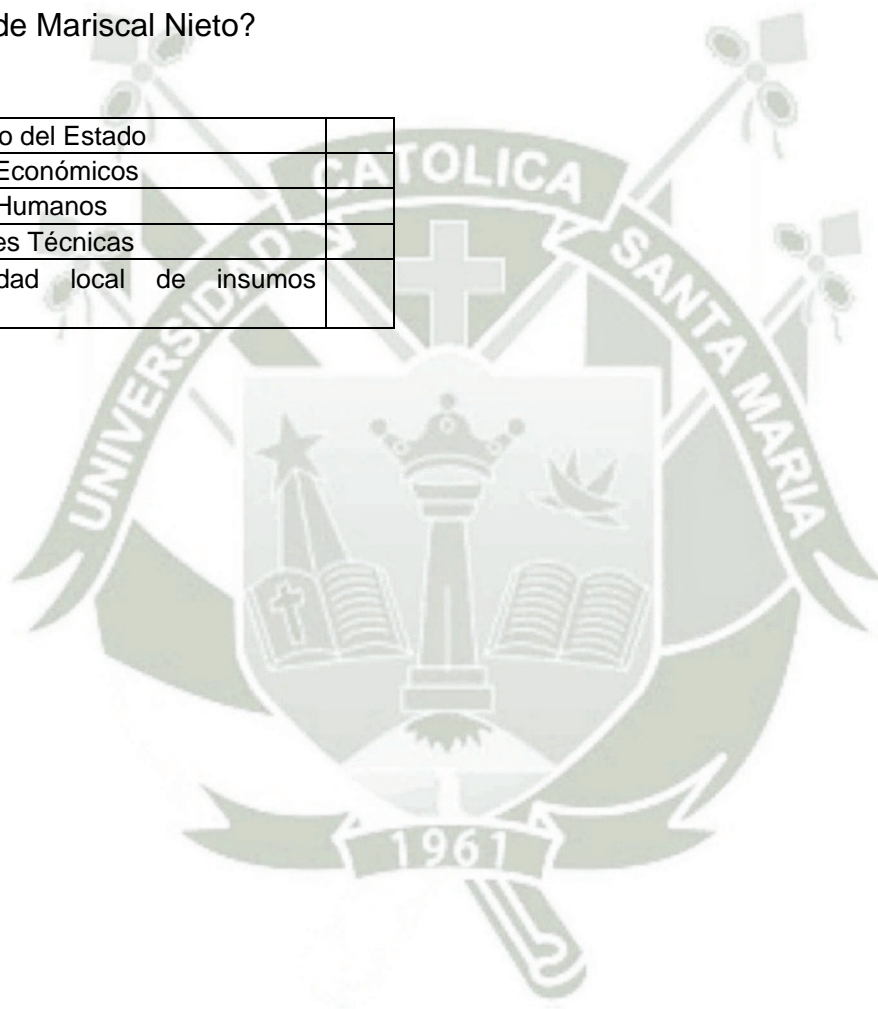 de Mariscal Nieto?
o del Estado
Económicos
Humanos
es Técnicas
dad local de insumos
UNIVERSIDAD CATOLICA SANTA MARIA
1961